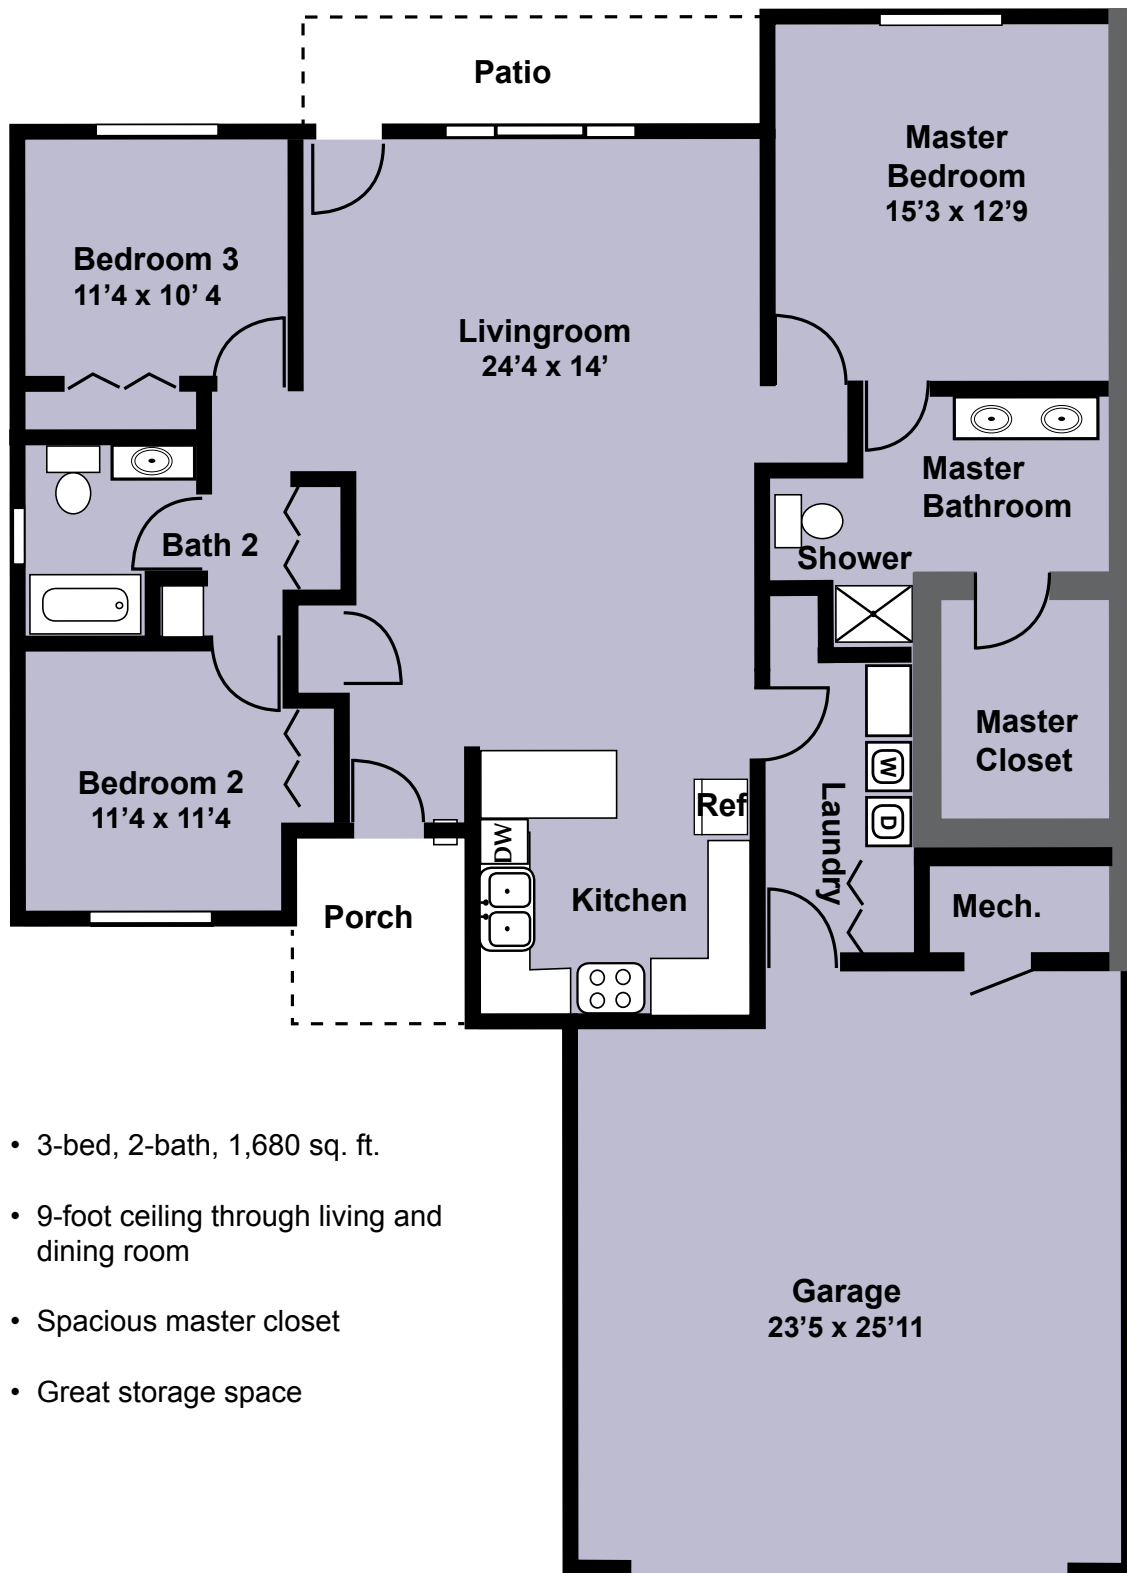 Patio
Master
Bedroom
15’3 x 12’9
Bedroom 3
11’4 x 10’ 4
Livingroom
24’4 x 14’
Master
Bathroom
Bath 2
Shower
Master
Closet
Bedroom 2
11’4 x 11’4
Ref
W
D
Laundry
DW
Kitchen
Porch
Mech.
• 3-bed, 2-bath, 1,680 sq. ft.
• 9-foot ceiling through living and
dining room
• Spacious master closet
• Great storage space
Garage
23’5 x 25’11